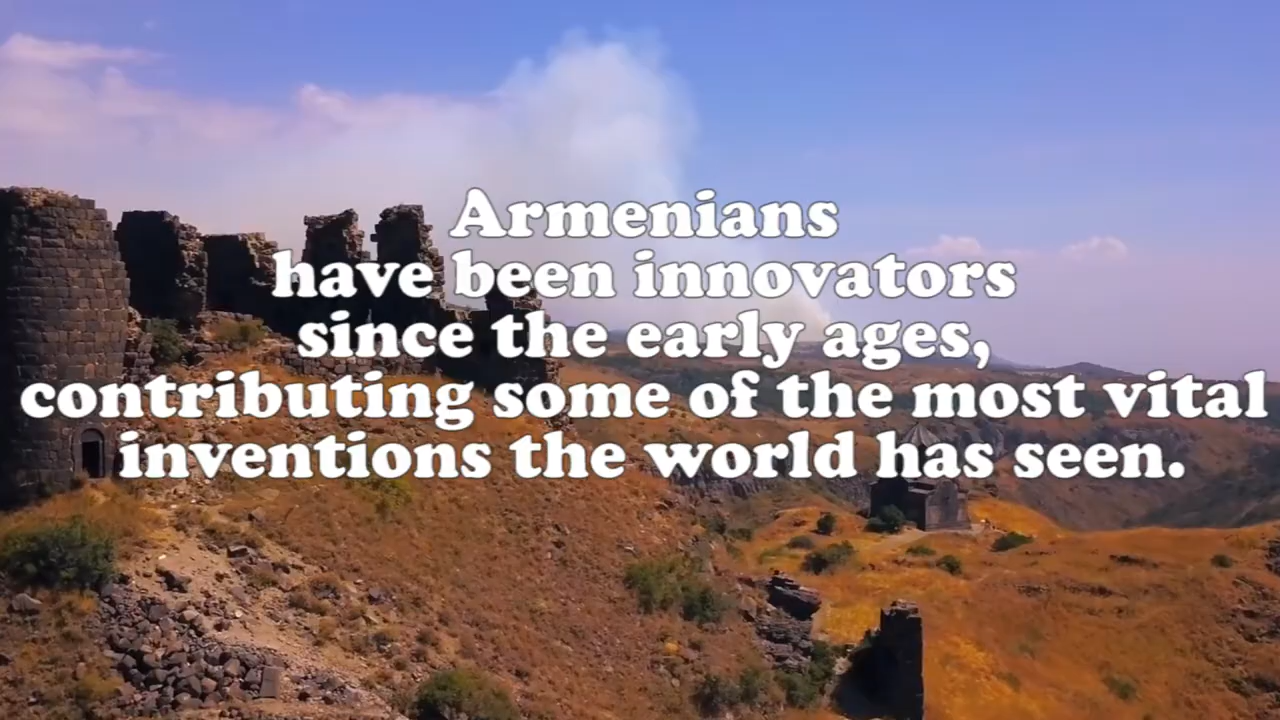 Armenians
have been innovators
since the early ages,
contributing some of the most vital
inventions the world has seen.